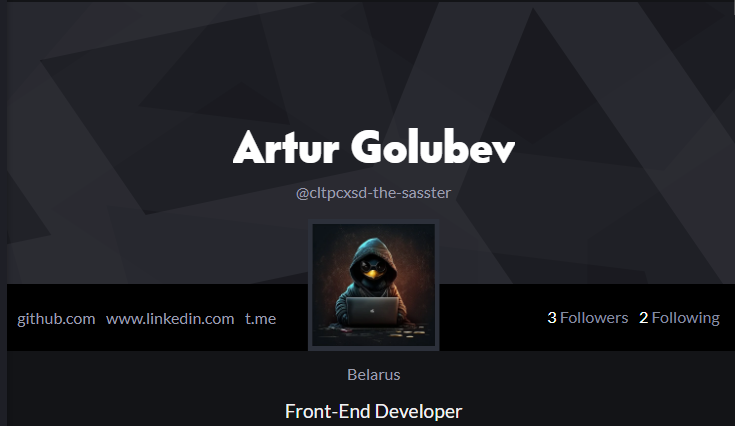 Artur Golubev
@cltpcxsd-the-sasster
github.com www.linkedin.com t.me
3 Followers 2 Following
Belarus
Front-End Developer